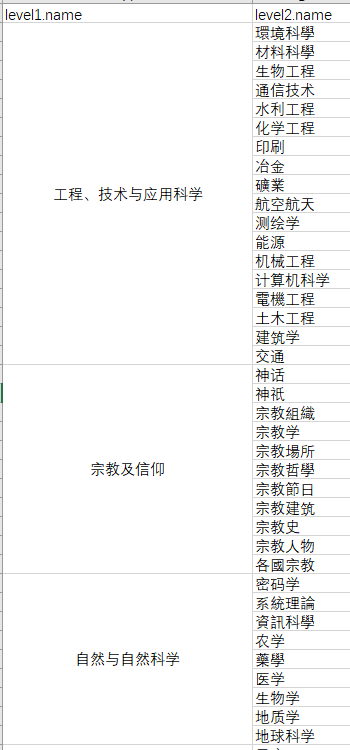 level1.name
level2.name
工程、技术与应用科学
環境科學
材料科學
生物工程
通信技术
水利工程
化学工程
印刷
冶金
礦業
航空航天
测绘学
能源
机械工程
计算机科学
電機工程
土木工程
建筑学
交通
宗教及信仰
神话
神祇
宗教組織
宗教学
宗教場所
宗教哲學
宗教節日
宗教建筑
宗教史
宗教人物
各國宗教
自然与自然科学
密码学
系統理論
資訊科學
农学
藥學
医学
生物学
地质学
地球科学